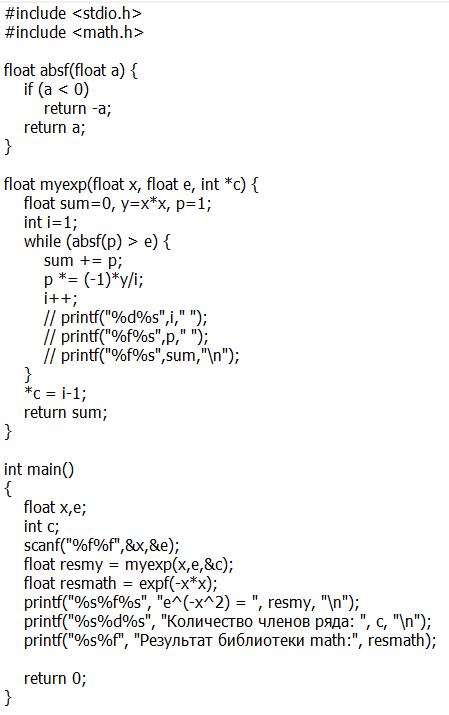 #include <stdio.h>
#include <math.h>

float absf(float a) {
    if (a < 0)
        return -a;
    return a;
}

float myexp(float x, float e, int *c) {
    float sum=0, y=x*x, p=1;
    int i=1;
    while (absf(p) > e) {
        sum += p;
        p *= (-1)*y/i;
        i++;
        // printf("%d%s",i," ");
        // printf("%f%s",p," ");
        // printf("%f%s",sum,"\n");
    }
    *c = i-1;
    return sum;
}

int main()
{
    float x,e;
    int c;
    scanf("%f%f",&x,&e);
    float resmy = myexp(x,e,&c);
    float resmath = expf(-x*x);
    printf("%s%f%s", "e^(-x^2) = ", resmy, "\n");
    printf("%s%d%s", "Количество членов ряда: ", c, "\n");
    printf("%s%f", "Результат библиотеки math:", resmath);

    return 0;
}